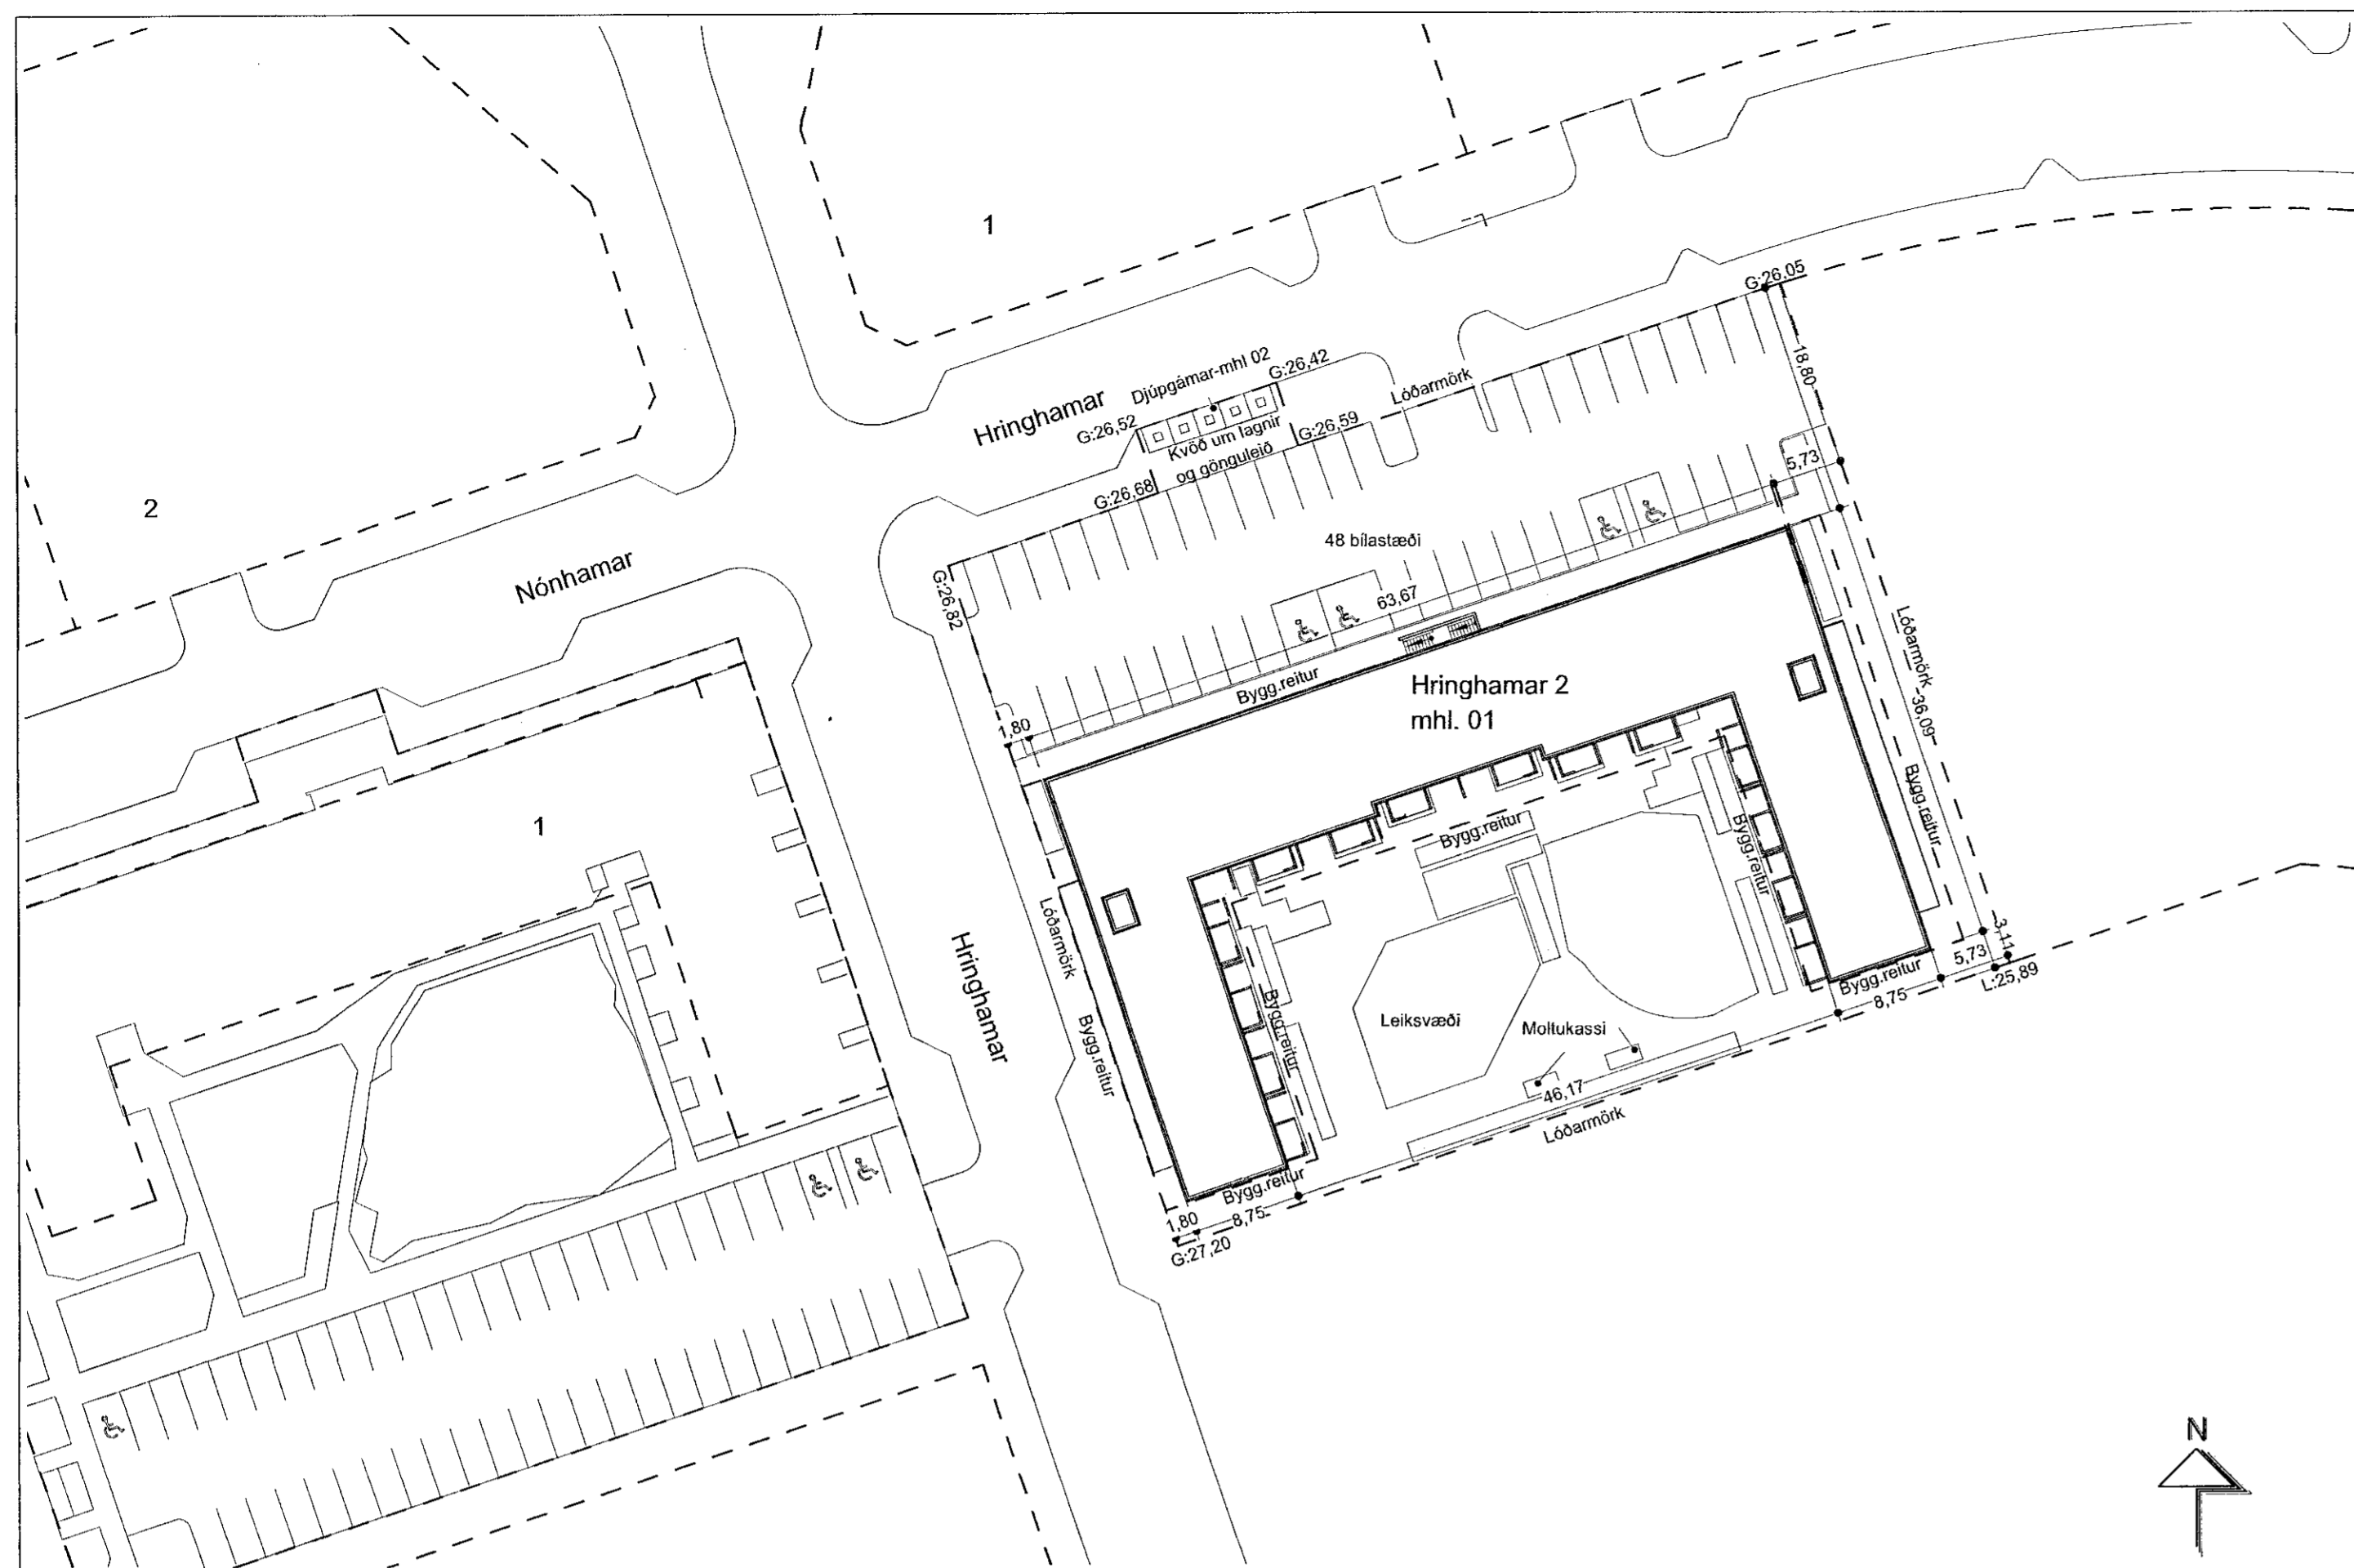 1
G:26,05
18,80
Djúpgámar-mhl 02
G:26,42
Hringhamar
G:26,52
Kvöð um lagnir
og gönguleið
G:26,59
Lóðarmörk
G:26,68
5,73
2
Nónhamar
G:26,82
48 bílastæði
63,67
1,80
Bygg.reitur
Hringhamar 2
mhl. 01
Lóðarmörk
36,09
Bygg.reitur
1
Bygg.reitur
Bygg.reitur
Lóðarmörk
Hringhamar
Bygg.reitur
Bygg.reitur
Leiksvæði
Moltukassi
46,17
Lóðarmörk
3,11
5,73
L:25,89
Bygg.reitur
8,75
Bygg.reitur
1,80
8,75
G:27,20
N